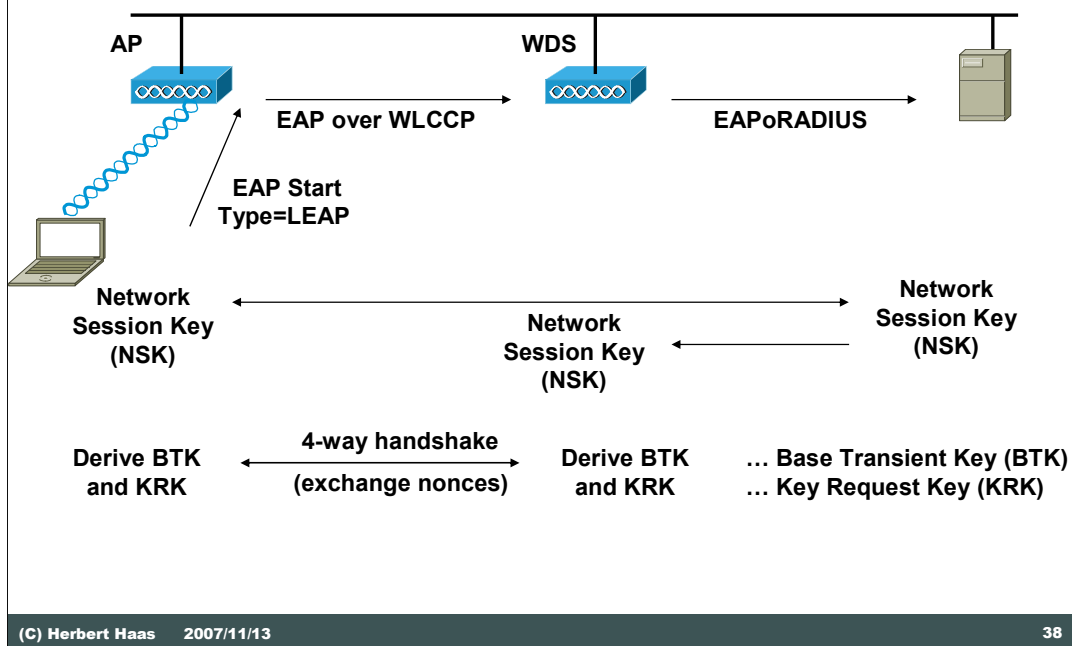 AP
WDS
EAP over WLCCP
EAPoRADIUS
EAP Start
Type=LEAP
Network
Session Key
(NSK)
Network
Session Key
(NSK)
Network
Session Key
(NSK)
Derive BTK
and KRK
4-way handshake
(exchange nonces)
Derive BTK
and KRK
… Base Transient Key (BTK)
… Key Request Key (KRK)
(C) Herbert Haas 2007/11/13
38